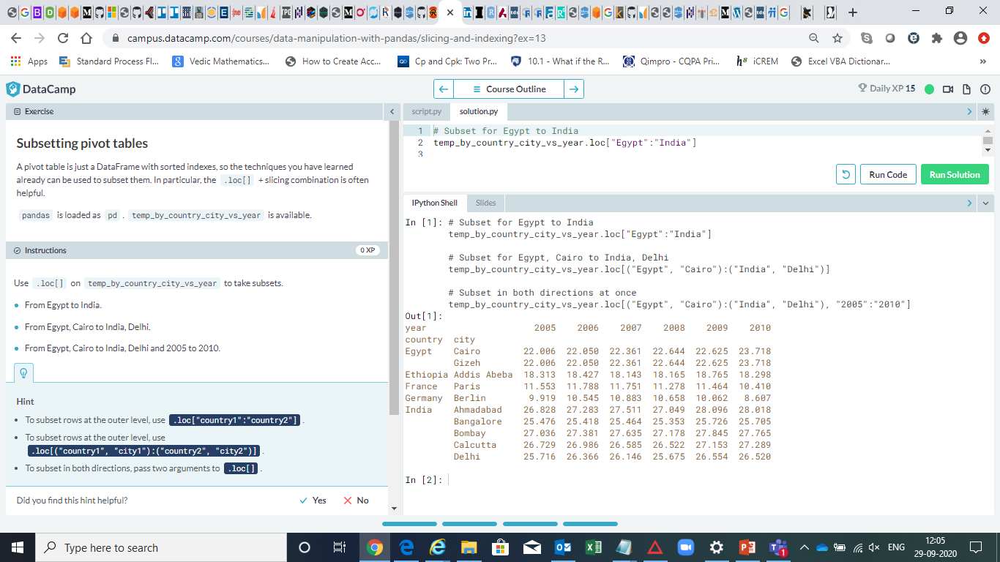 campus.datacamp.com/courses/data-manipulation-with-pandas/slicing-and-indexing?ex=13
Apps Standard Process Fl... Vedic Mathematics... How to Create Acc... Cp and Cpk: Two Pr... 10.1 - What if the R... Qimpro - CQPA Pri... iCREM Excel VBA Dictionar... »
DataCamp
Course Outline
Daily XP 15
Exercise
Subsetting pivot tables
A pivot table is just a DataFrame with sorted indexes, so the techniques you have learned
already can be used to subset them. In particular, the .loc[] + slicing combination is often
helpful.
pandas is loaded as pd . temp_by_country_city_vs_year is available.
Instructions
0 XP
Use .loc[] on temp_by_country_city_vs_year to take subsets.
• From Egypt to India.
• From Egypt, Cairo to India, Delhi.
• From Egypt, Cairo to India, Delhi and 2005 to 2010.
Hint
• To subset rows at the outer level, use .loc["country1":"country2"] .
• To subset rows at the outer level, use
.loc[("country1", "city1"):("country2", "city2")] .
• To subset in both directions, pass two arguments to .loc[] .
Did you find this hint helpful?
Yes
No
script.py
solution.py
1 # Subset for Egypt to India
2 temp_by_country_city_vs_year.loc["Egypt":"India"]
3
Run Code
Run Solution
IPython Shell
Slides
In [1]: # Subset for Egypt to India
temp_by_country_city_vs_year.loc["Egypt":"India"]
# Subset for Egypt, Cairo to India, Delhi
temp_by_country_city_vs_year.loc[("Egypt", "Cairo"):("India", "Delhi")]
# Subset in both directions at once
temp_by_country_city_vs_year.loc[("Egypt", "Cairo"):("India", "Delhi"), "2005":"2010"]
Out[1]:
year 2005 2006 2007 2008 2009 2010
country city
Egypt Cairo 22.006 22.050 22.361 22.644 22.625 23.718
Gizeh 22.006 22.050 22.361 22.644 22.625 23.718
Ethiopia Addis Abeba 18.313 18.427 18.143 18.165 18.765 18.298
France Paris 11.553 11.788 11.751 11.278 11.464 10.410
Germany Berlin 9.919 10.545 10.883 10.658 10.062 8.607
India Ahmadabad 26.828 27.283 27.511 27.049 28.096 28.018
Bangalore 25.476 25.418 25.464 25.353 25.726 25.705
Bombay 27.036 27.381 27.635 27.178 27.845 27.765
Calcutta 26.729 26.986 26.585 26.522 27.153 27.289
Delhi 25.716 26.366 26.146 25.675 26.554 26.520
In [2]:
Type here to search
ENG
12:05
29-09-2020